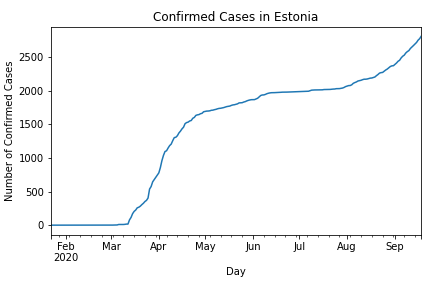 Confirmed Cases in Estonia
Number of Confirmed Cases
2500
2000
1500
1000
500
0
Feb Mar Apr May Jun Jul Aug Sep
2020
Day